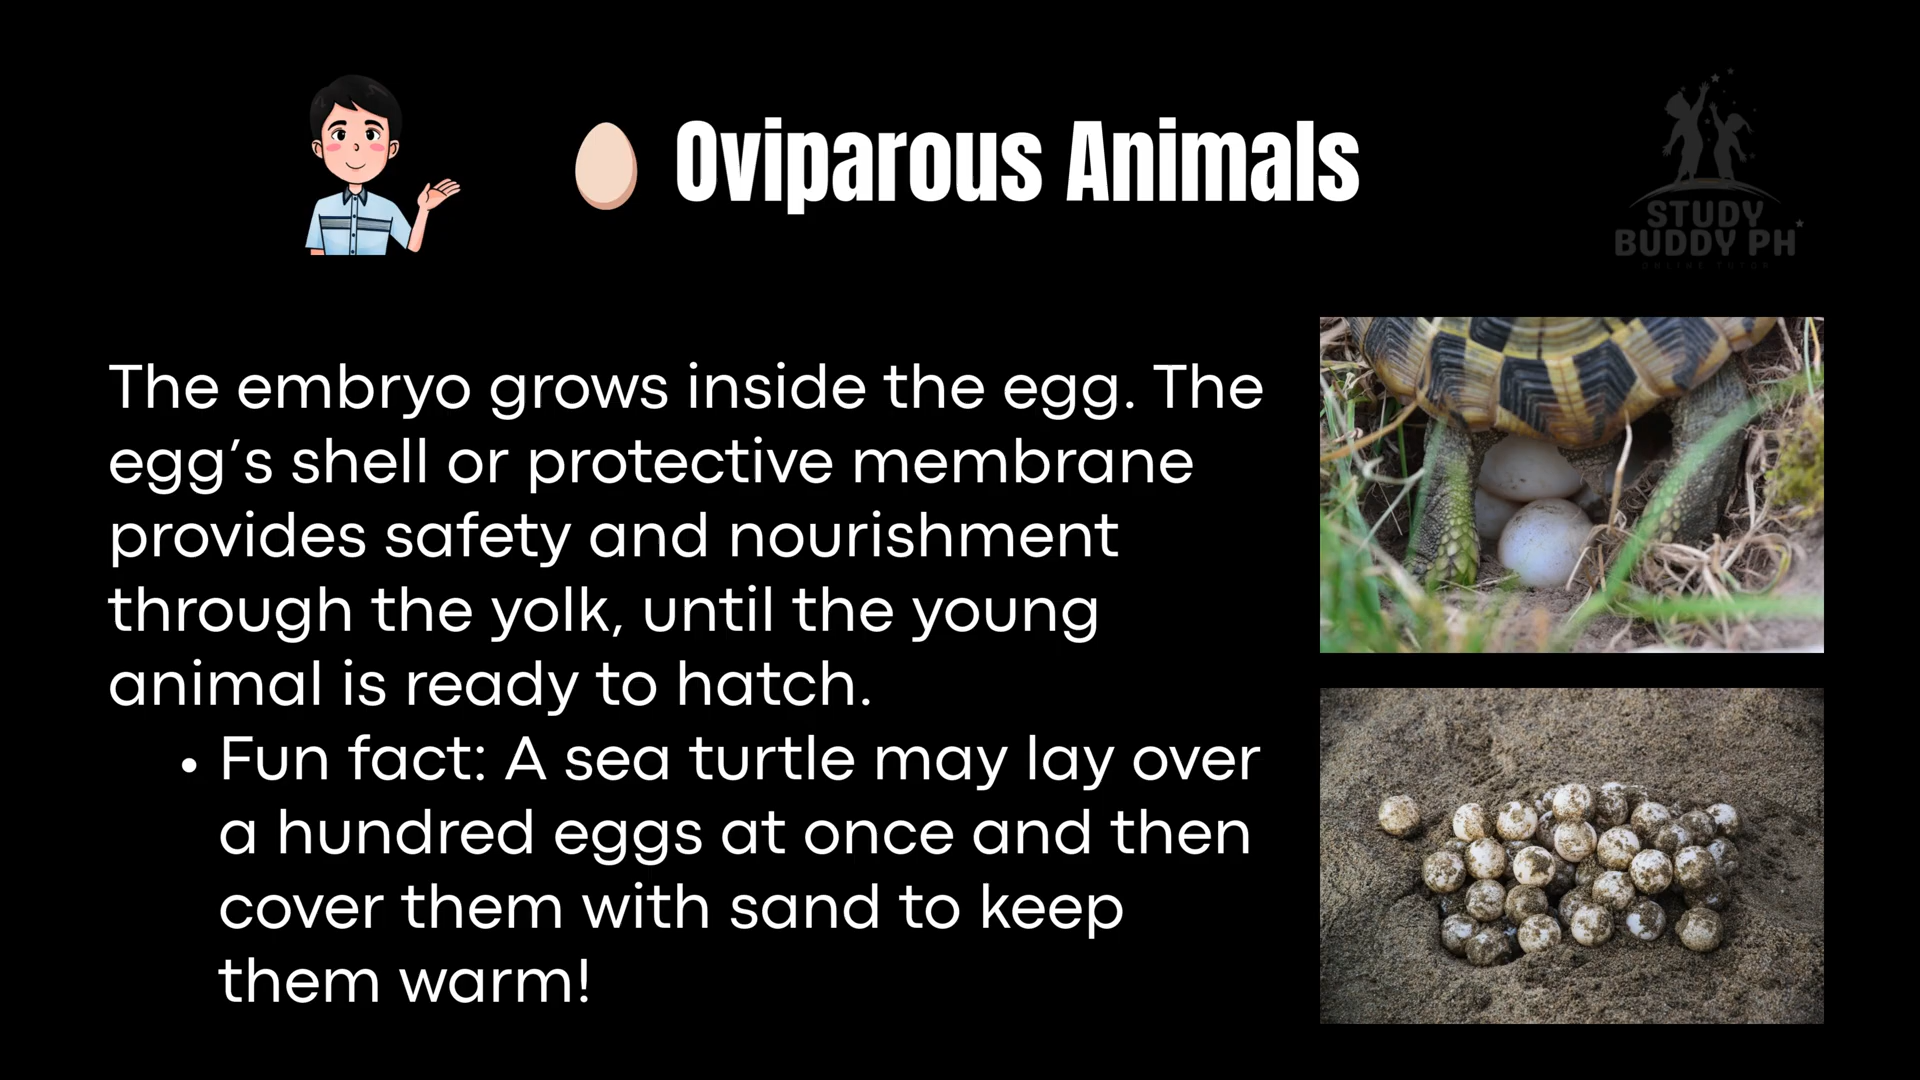 Oviparous Animals
STUDY
BUDDY PH
ONLINE TUTOR
The embryo grows inside the egg. The
egg’s shell or protective membrane
provides safety and nourishment
through the yolk, until the young
animal is ready to hatch.
• Fun fact: A sea turtle may lay over
a hundred eggs at once and then
cover them with sand to keep
them warm!